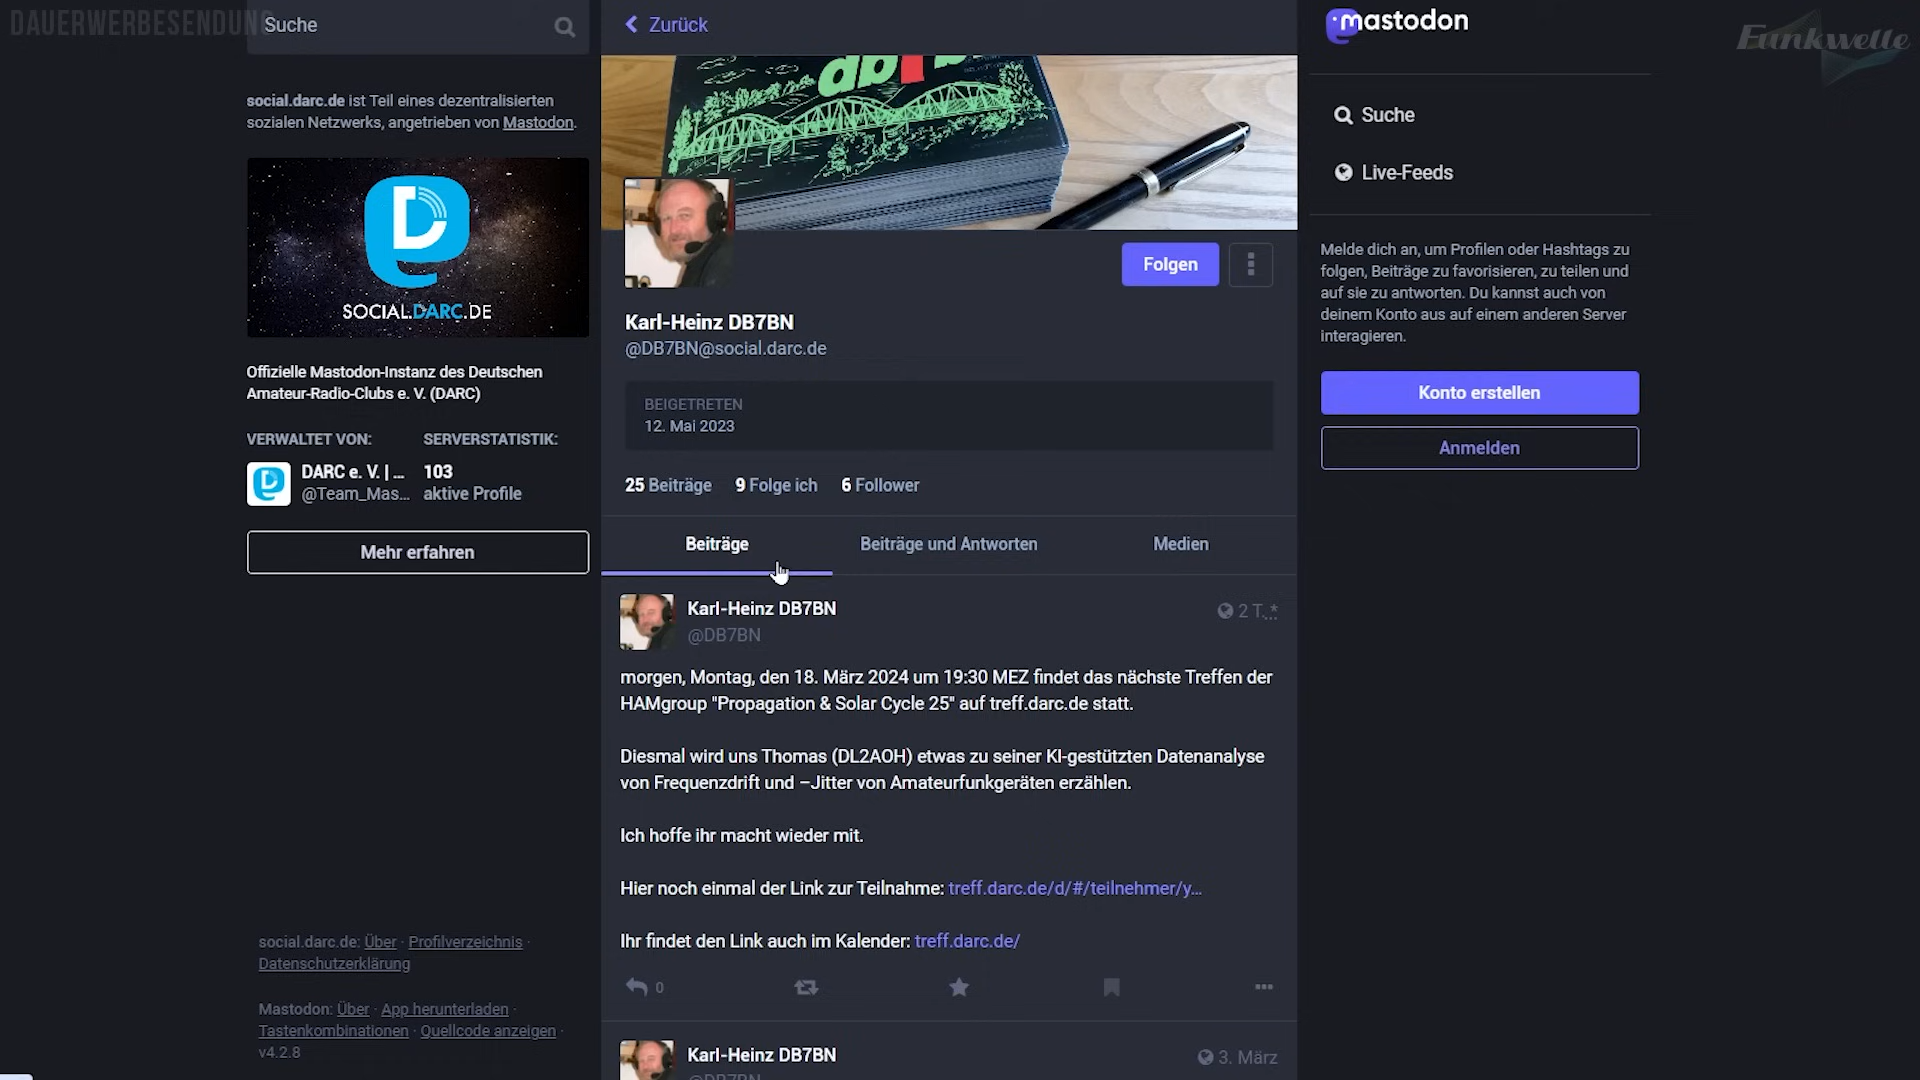 DAUERWERBESENDUNG
Suche
social.darc.de ist Teil eines dezentralisierten
sozialen Netzwerks, angetrieben von Mastodon.
SOCIAL.DARC.DE
Offizielle Mastodon-Instanz des Deutschen
Amateur-Radio-Clubs e. V. (DARC)
VERWALTET VON:
DARC e. V. | ...
@Team_Mas...
SERVERSTATISTIK:
103
aktive Profile
Mehr erfahren
social.darc.de: Über · Profilverzeichnis ·
Datenschutzerklärung
Mastodon: Über · App herunterladen ·
Tastenkombinationen · Quellcode anzeigen ·
v4.2.8
Zurück
Folgen
Karl-Heinz DB7BN
@DB7BN@social.darc.de
BEIGETRETEN
12. Mai 2023
25 Beiträge 9 Folge ich 6 Follower
Beiträge Beiträge und Antworten Medien
Karl-Heinz DB7BN
2 T...*
@DB7BN
morgen, Montag, den 18. März 2024 um 19:30 MEZ findet das nächste Treffen der
HAMgroup "Propagation & Solar Cycle 25" auf treff.darc.de statt.
Diesmal wird uns Thomas (DL2AOH) etwas zu seiner KI-gestützten Datenanalyse
von Frequenzdrift und –Jitter von Amateurfunkgeräten erzählen.
Ich hoffe ihr macht wieder mit.
Hier noch einmal der Link zur Teilnahme: treff.darc.de/d/#/teilnehmer/y...
Ihr findet den Link auch im Kalender: treff.darc.de/
0
Karl-Heinz DB7BN
3. März
@DB7BN
mastodon
Funkwelle
Suche
Live-Feeds
Melde dich an, um Profilen oder Hashtags zu
folgen, Beiträge zu favorisieren, zu teilen und
auf sie zu antworten. Du kannst auch von
deinem Konto aus auf einem anderen Server
interagieren.
Konto erstellen
Anmelden